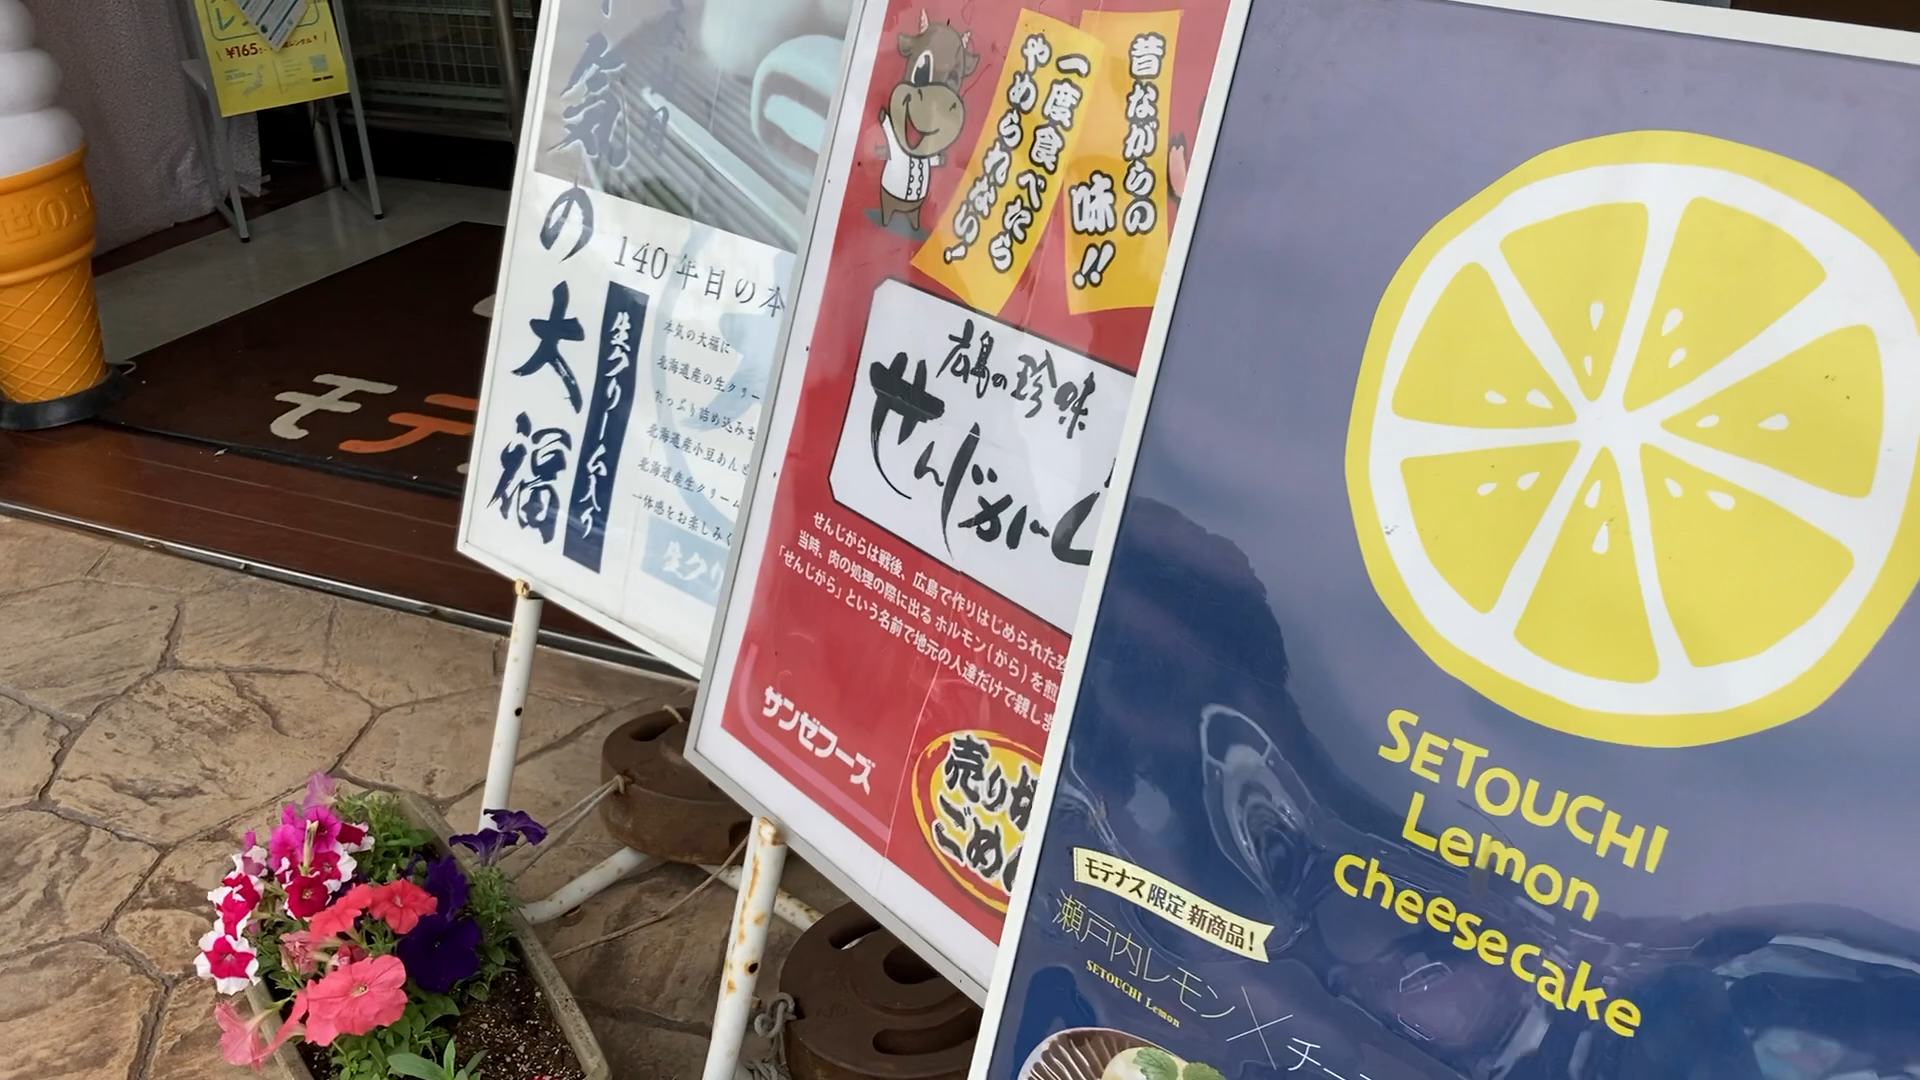 ¥165
モテ
気
の
大
福
140年目の本
生クリーム入り
本気の大福に
北海道産の生クリー
たっぷり詰め込みま
北海道産小豆あんと
北海道産生クリーム
一体感をお楽しみく
生クリ
昔ながらの
味!!
一度食べたら
やめられない!
広島の珍味
せんじがら
せんじがらは戦後、広島で作りはじめられた珍
当時、肉の処理の際に出るホルモン(がら)を煎
「せんじがら」という名前で地元の人達だけで親しま
サンゼフーズ
売り切
ごめん
SETOUCHI
Lemon
cheesecake
モテナス限定新商品!
瀬戸内レモン×チー
SETOUCHI Lemon